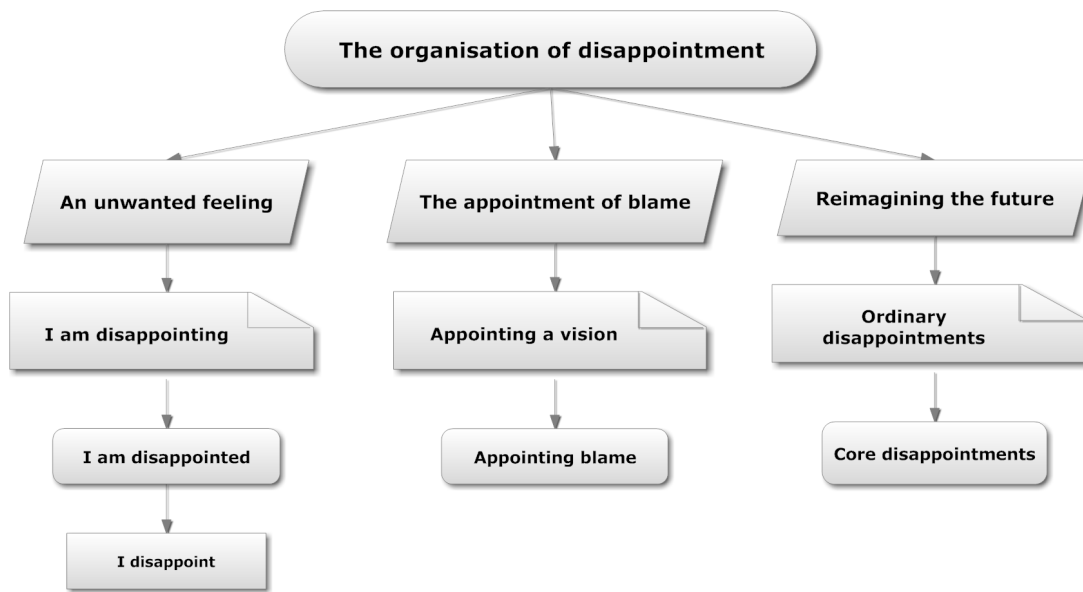 The organisation of disappointment
An unwanted feeling
The appointment of blame
Reimagining the future
I am disappointing
Appointing a vision
Ordinary
disappointments
I am disappointed
Appointing blame
Core disappointments
I disappoint